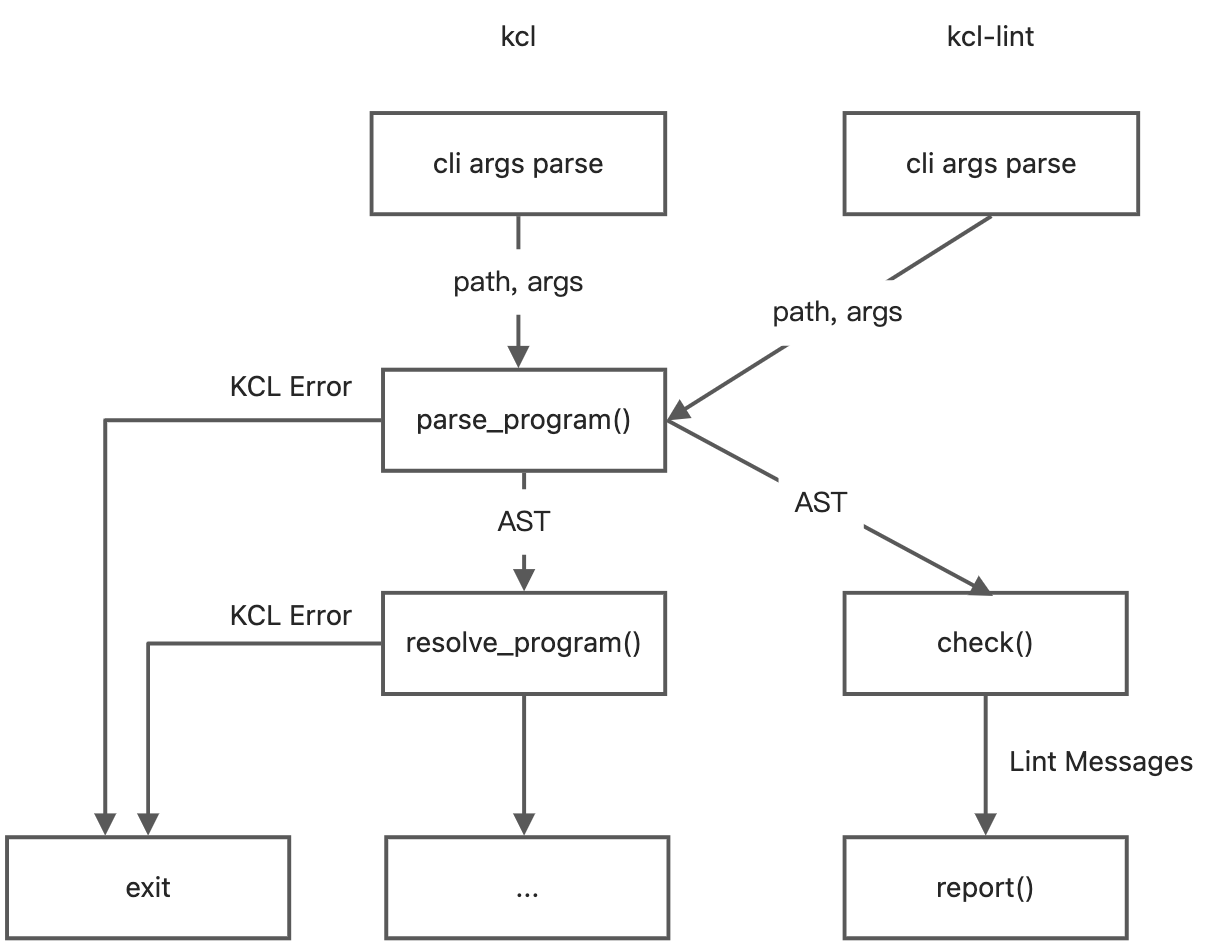 kcl
kcl-lint
cli args parse
cli args parse
path, args
path, args
KCL Error
parse_program()
AST
AST
KCL Error
resolve_program()
check()
Lint Messages
exit
...
report()